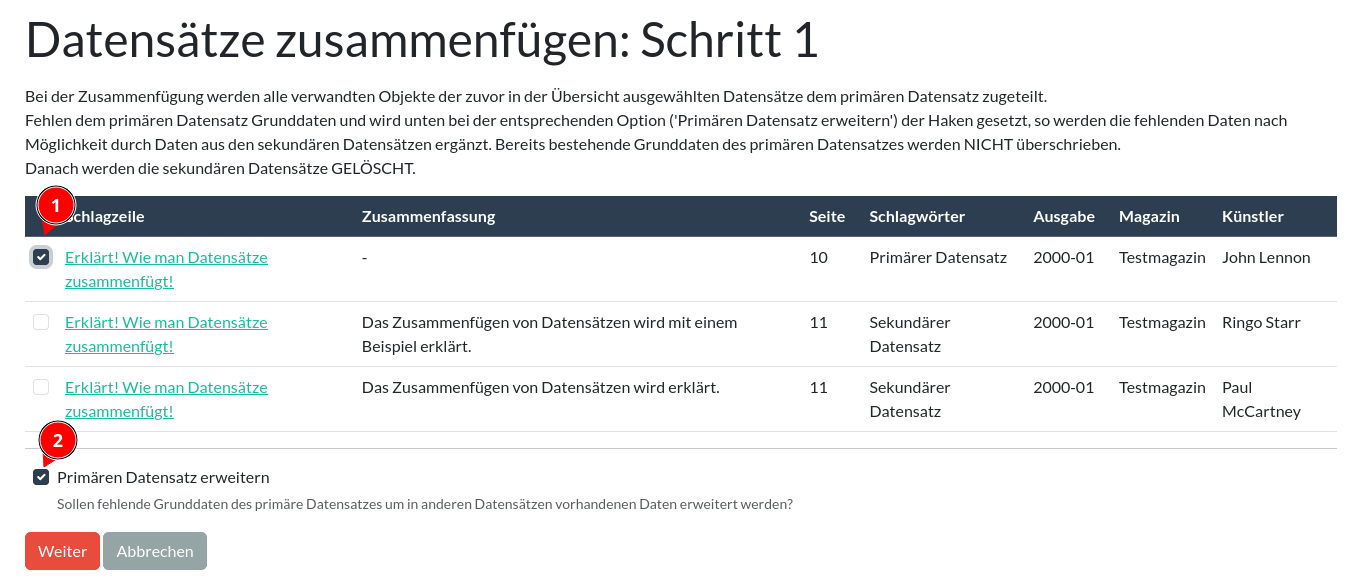 Datensätze zusammenfügen: Schritt 1
Bei der Zusammenfügung werden alle verwandten Objekte der zuvor in der Übersicht ausgewählten Datensätze dem primären Datensatz zugeteilt.
Fehlen dem primären Datensatz Grunddaten und wird unten bei der entsprechenden Option ('Primären Datensatz erweitern') der Haken gesetzt, so werden die fehlenden Daten nach
Möglichkeit durch Daten aus den sekundären Datensätzen ergänzt. Bereits bestehende Grunddaten des primären Datensatzes werden NICHT überschrieben.
Danach werden die sekundären Datensätze GELÖSCHT.
1
Schlagzeile Zusammenfassung Seite Schlagwörter Ausgabe Magazin Künstler
Erklärt! Wie man Datensätze - 10 Primärer Datensatz 2000-01 Testmagazin John Lennon
zusammenfügt!
Erklärt! Wie man Datensätze Das Zusammenfügen von Datensätzen wird mit einem 11 Sekundärer 2000-01 Testmagazin Ringo Starr
zusammenfügt! Beispiel erklärt. Datensatz
Erklärt! Wie man Datensätze Das Zusammenfügen von Datensätzen wird erklärt. 11 Sekundärer 2000-01 Testmagazin Paul
zusammenfügt! Datensatz McCartney
2
Primären Datensatz erweitern
Sollen fehlende Grunddaten des primäre Datensatzes um in anderen Datensätzen vorhandenen Daten erweitert werden?
Weiter Abbrechen